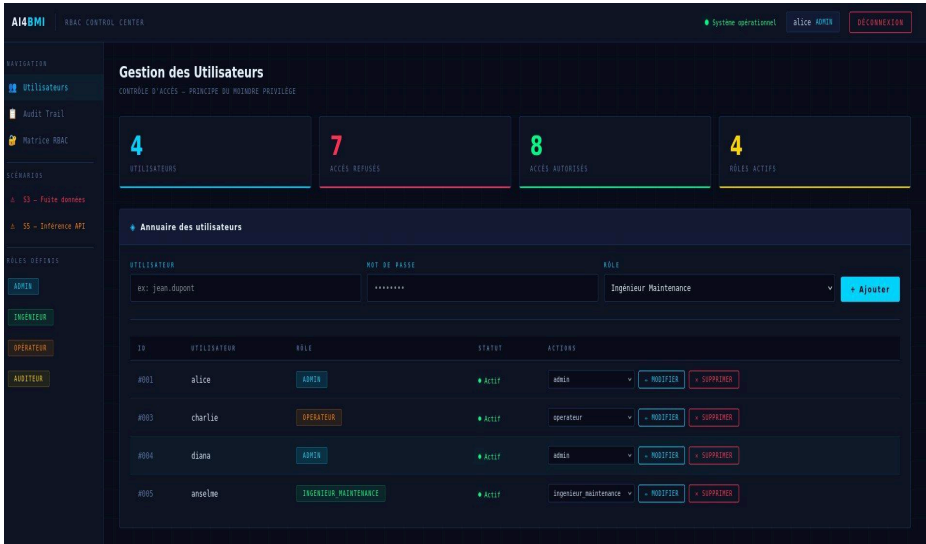 AI4BMI RBAC CONTROL CENTER
Système opérationnel alice ADMIN DÉCONNEXION
NAVIGATION
Utilisateurs
Audit Trail
Matrice RBAC
SCÉNARIOS
S3 – Fuite données
S5 – Inférence API
RÔLES DÉFINIS
ADMIN
INGÉNIEUR
OPÉRATEUR
AUDITEUR
Gestion des Utilisateurs
CONTRÔLE D'ACCÈS – PRINCIPE DU MOINDRE PRIVILÈGE
4
UTILISATEURS
7
ACCÈS REFUSÉS
8
ACCÈS AUTORISÉS
4
RÔLES ACTIFS
Annuaire des utilisateurs
UTILISATEUR MOT DE PASSE RÔLE
ex: jean.dupont •••••••• Ingénieur Maintenance + Ajouter
ID UTILISATEUR RÔLE STATUT ACTIONS
#001 alice ADMIN Actif admin MODIFIER × SUPPRIMER
#003 charlie OPERATEUR Actif operateur MODIFIER × SUPPRIMER
#004 diana ADMIN Actif admin MODIFIER × SUPPRIMER
#005 anselme INGENIEUR_MAINTENANCE Actif ingenieur_maintenance MODIFIER × SUPPRIMER